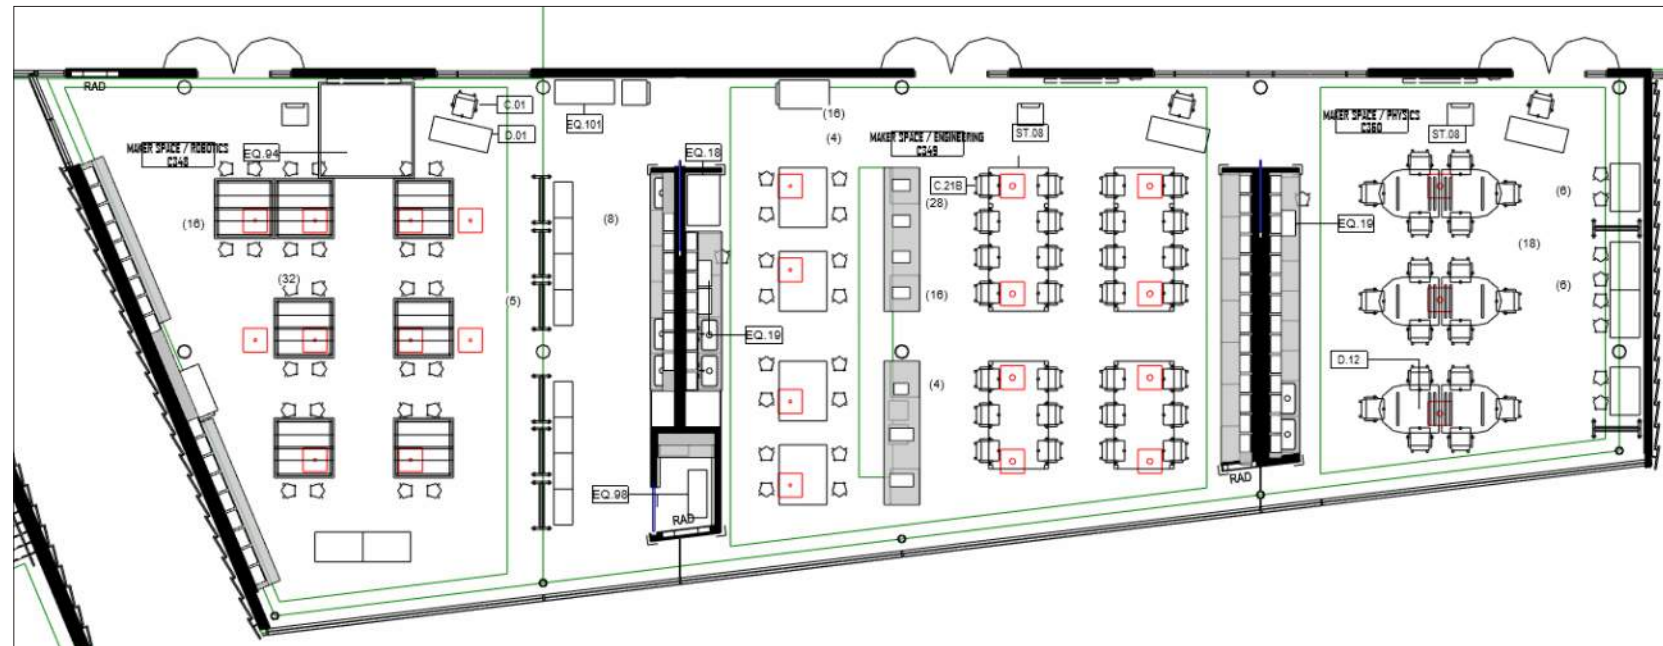 RAD
C.01
EQ.101
D.01
MAKER SPACE / ROBOTICS
C348
EQ.94
(16)
(32)
(5)
(8)
EQ.18
EQ.19
EQ.98
RAD
(16)
(4)
MAKER SPACE / ENGINEERING
C349
ST.08
C.21B
(28)
(16)
(4)
EQ.19
RAD
MAKER SPACE / PHYSICS
C360
ST.08
(6)
(18)
(6)
D.12